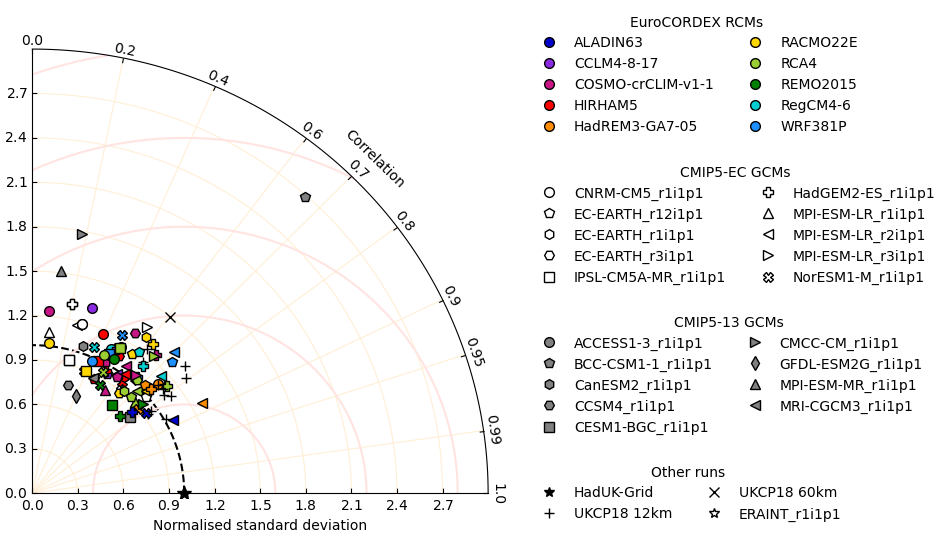 EuroCORDEX RCMs
ALADIN63
CCLM4-8-17
COSMO-crCLIM-v1-1
HIRHAM5
HadREM3-GA7-05
RACMO22E
RCA4
REMO2015
RegCM4-6
WRF381P
CMIP5-EC GCMs
CNRM-CM5_r1i1p1
EC-EARTH_r12i1p1
EC-EARTH_r1i1p1
EC-EARTH_r3i1p1
IPSL-CM5A-MR_r1i1p1
HadGEM2-ES_r1i1p1
MPI-ESM-LR_r1i1p1
MPI-ESM-LR_r2i1p1
MPI-ESM-LR_r3i1p1
NorESM1-M_r1i1p1
CMIP5-13 GCMs
ACCESS1-3_r1i1p1
BCC-CSM1-1_r1i1p1
CanESM2_r1i1p1
CCSM4_r1i1p1
CESM1-BGC_r1i1p1
CMCC-CM_r1i1p1
GFDL-ESM2G_r1i1p1
MPI-ESM-MR_r1i1p1
MRI-CGCM3_r1i1p1
Other runs
HadUK-Grid
UKCP18 12km
UKCP18 60km
ERAINT_r1i1p1
0.0
0.2
0.4
0.6
0.7
0.8
0.9
0.95
0.99
1.0
Correlation
2.7
2.4
2.1
1.8
1.5
1.2
0.9
0.6
0.3
0.0
0.0 0.3 0.6 0.9 1.2 1.5 1.8 2.1 2.4 2.7
Normalised standard deviation